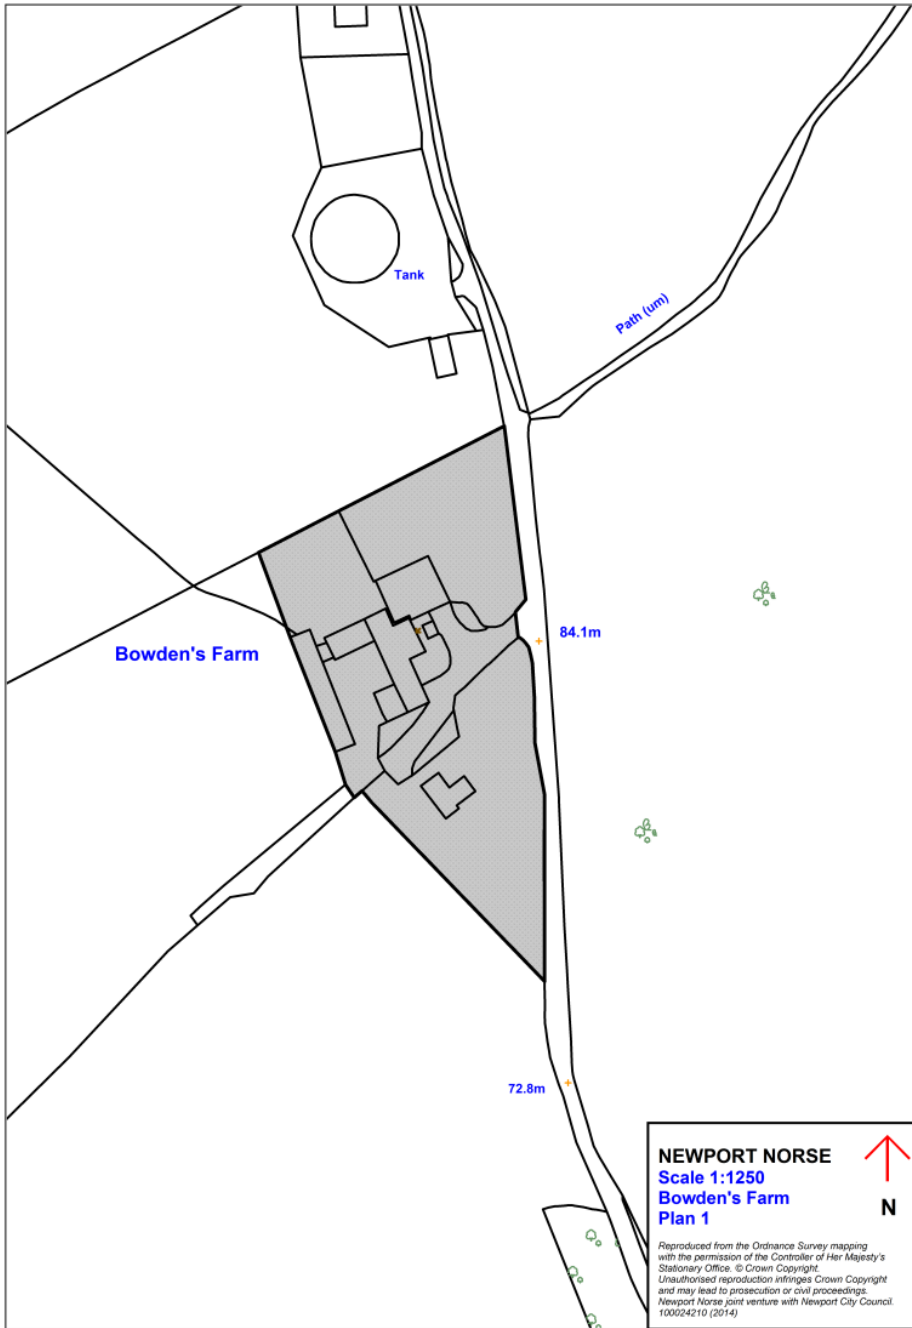 Tank
Path (um)
Bowden's Farm
84.1m
72.8m
NEWPORT NORSE
Scale 1:1250
Bowden's Farm
Plan 1
N
Reproduced from the Ordnance Survey mapping
with the permission of the Controller of Her Majesty's
Stationary Office. © Crown Copyright.
Unauthorised reproduction infringes Crown Copyright
and may lead to prosecution or civil proceedings.
Newport Norse joint venture with Newport City Council.
100024210 (2014)